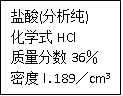 盐酸(分析纯)
化学式 HCl
质量分数 36%
密度 l.189／cm³